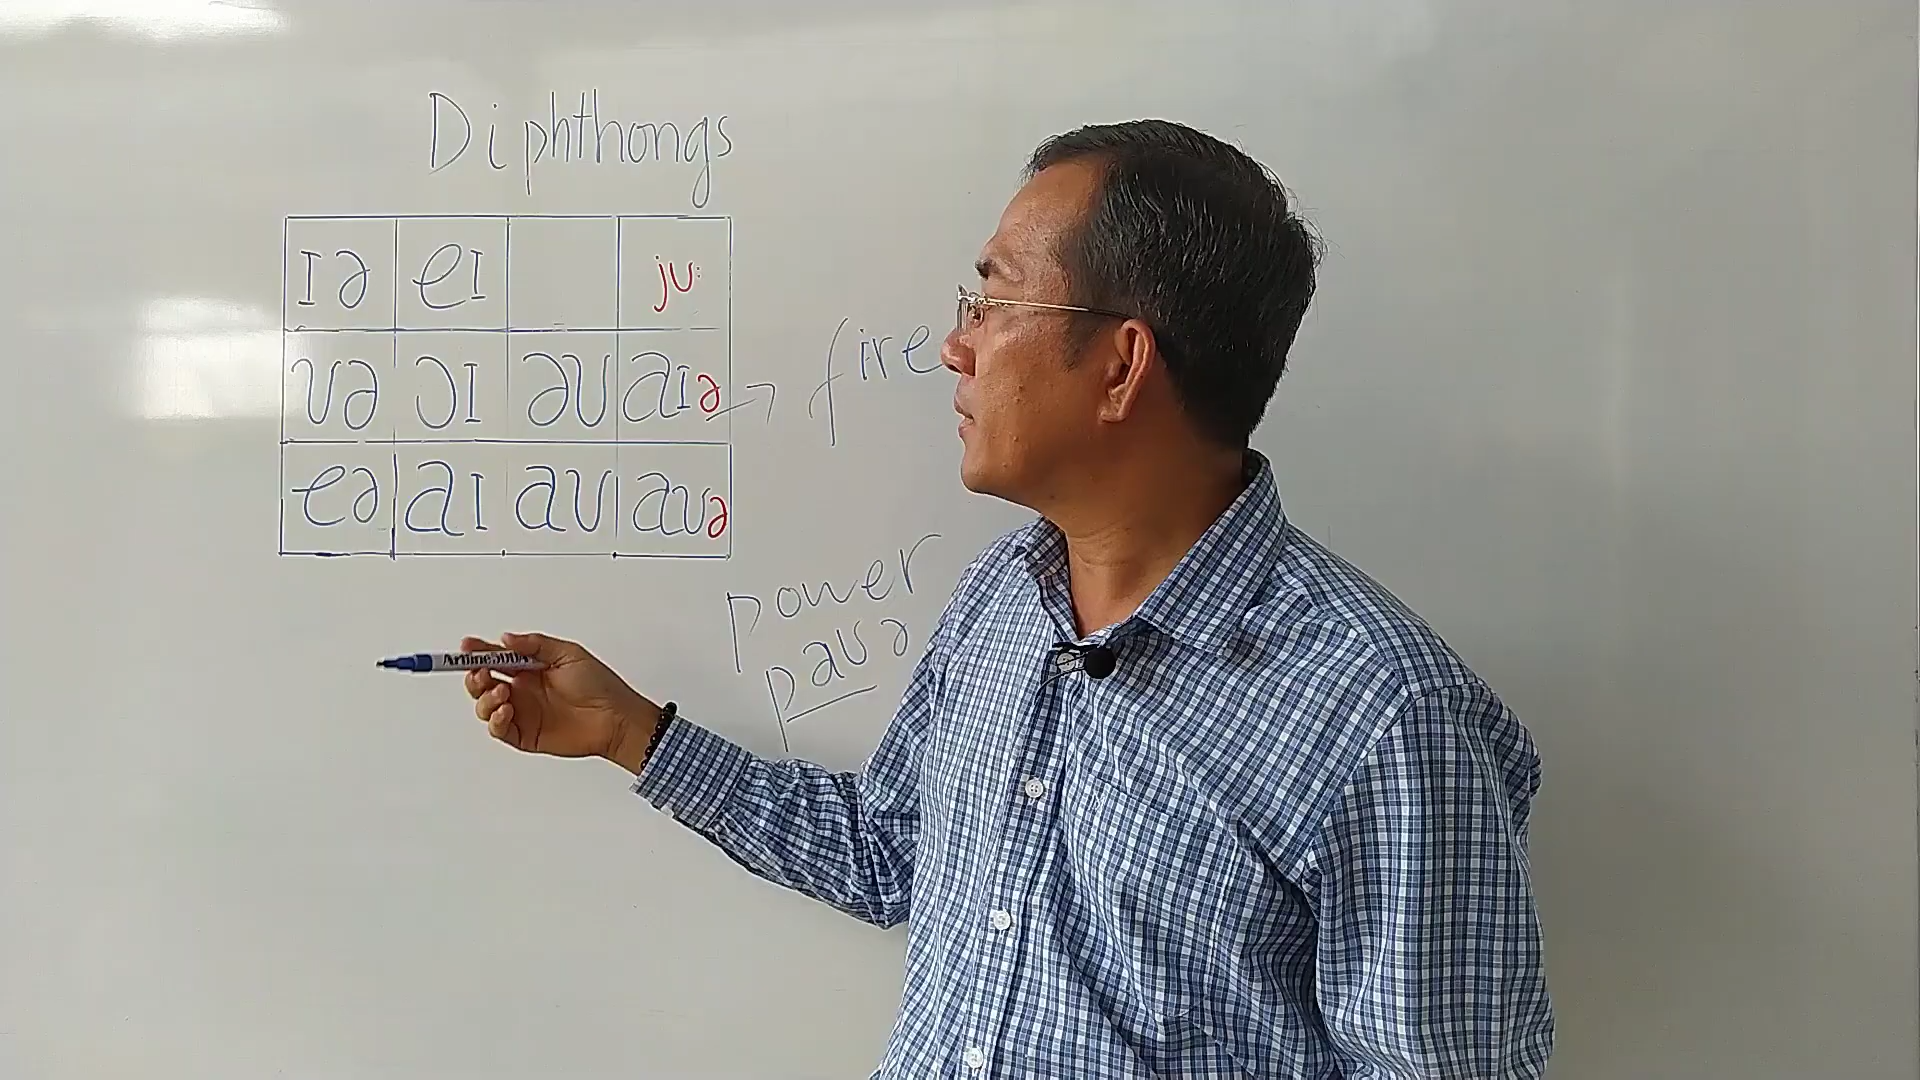 Diphthongs
ɪə eɪ juː
ʊə ɔɪ əʊ aɪə → fire
eə aɪ aʊ aʊə
power
paʊə
Artline 500A